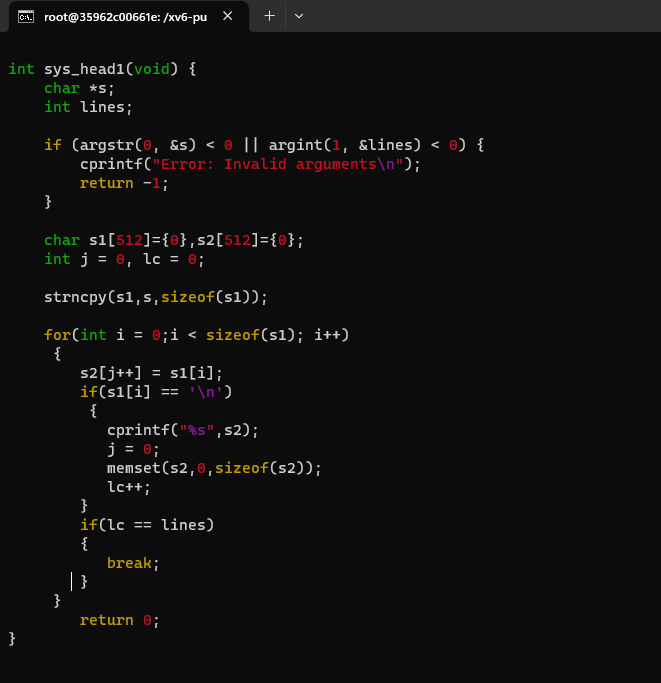 root@35962c00661e: /xv6-pu
int sys_head1(void) {
    char *s;
    int lines;

    if (argstr(0, &s) < 0 || argint(1, &lines) < 0) {
        cprintf("Error: Invalid arguments\n");
        return -1;
    }

    char s1[512]={0},s2[512]={0};
    int j = 0, lc = 0;

    strncpy(s1,s,sizeof(s1));

    for(int i = 0;i < sizeof(s1); i++)
     {
        s2[j++] = s1[i];
        if(s1[i] == '\n')
         {
           cprintf("%s",s2);
           j = 0;
           memset(s2,0,sizeof(s2));
           lc++;
        }
        if(lc == lines)
        {
           break;
        }
     }
        return 0;
}